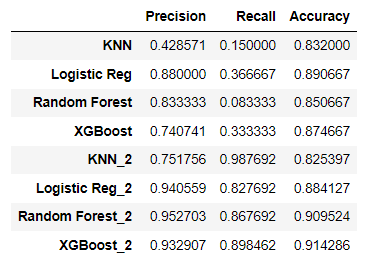 Precision Recall Accuracy
KNN 0.428571 0.150000 0.832000
Logistic Reg 0.880000 0.366667 0.890667
Random Forest 0.833333 0.083333 0.850667
XGBoost 0.740741 0.333333 0.874667
KNN_2 0.751756 0.987692 0.825397
Logistic Reg_2 0.940559 0.827692 0.884127
Random Forest_2 0.952703 0.867692 0.909524
XGBoost_2 0.932907 0.898462 0.914286